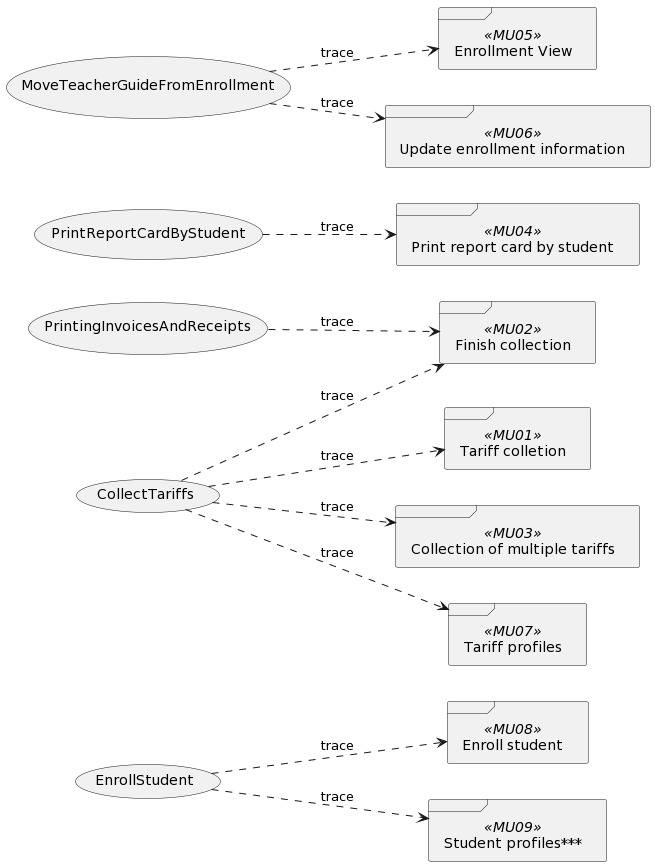 «MU05»
trace
Enrollment View
MoveTeacherGuideFromEnrollment
trace
«MU06»
Update enrollment information
trace
«MU04»
PrintReportCardByStudent
Print report card by student
trace
«MU02»
PrintingInvoicesAndReceipts
Finish collection
trace
«MU01»
trace
Tariff colletion
CollectTariffs
trace
«MU03»
Collection of multiple tariffs
trace
«MU07»
Tariff profiles
«MU08»
trace
Enroll student
EnrollStudent
trace
«MU09»
Student profiles***